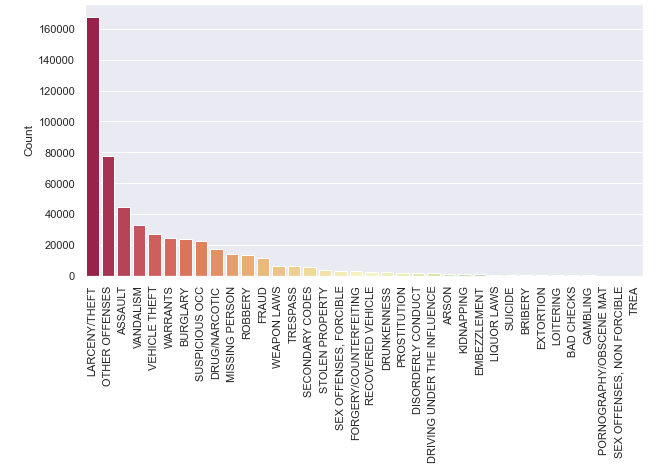 160000
140000
120000
100000
80000
60000
40000
20000
0
Count
LARCENY/THEFT
OTHER OFFENSES
ASSAULT
VANDALISM
VEHICLE THEFT
WARRANTS
BURGLARY
SUSPICIOUS OCC
DRUG/NARCOTIC
MISSING PERSON
ROBBERY
FRAUD
WEAPON LAWS
TRESPASS
SECONDARY CODES
STOLEN PROPERTY
SEX OFFENSES, FORCIBLE
FORGERY/COUNTERFEITING
RECOVERED VEHICLE
DRUNKENNESS
PROSTITUTION
DISORDERLY CONDUCT
DRIVING UNDER THE INFLUENCE
ARSON
KIDNAPPING
EMBEZZLEMENT
LIQUOR LAWS
SUICIDE
BRIBERY
EXTORTION
LOITERING
BAD CHECKS
GAMBLING
PORNOGRAPHY/OBSCENE MAT
SEX OFFENSES, NON FORCIBLE
TREA